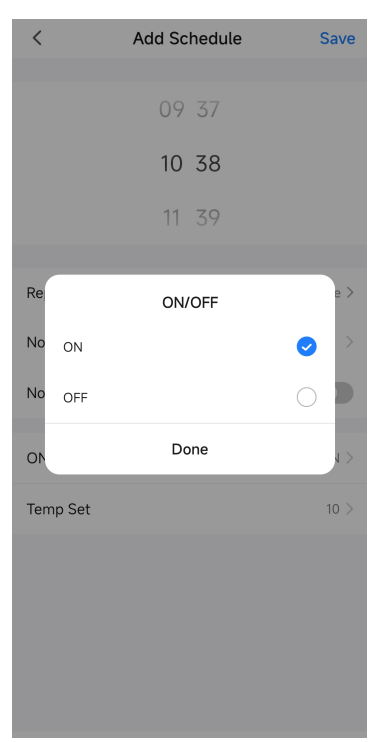 Add Schedule Save
09 37
10 38
11 39
ON/OFF
ON
OFF
Done
Temp Set 10